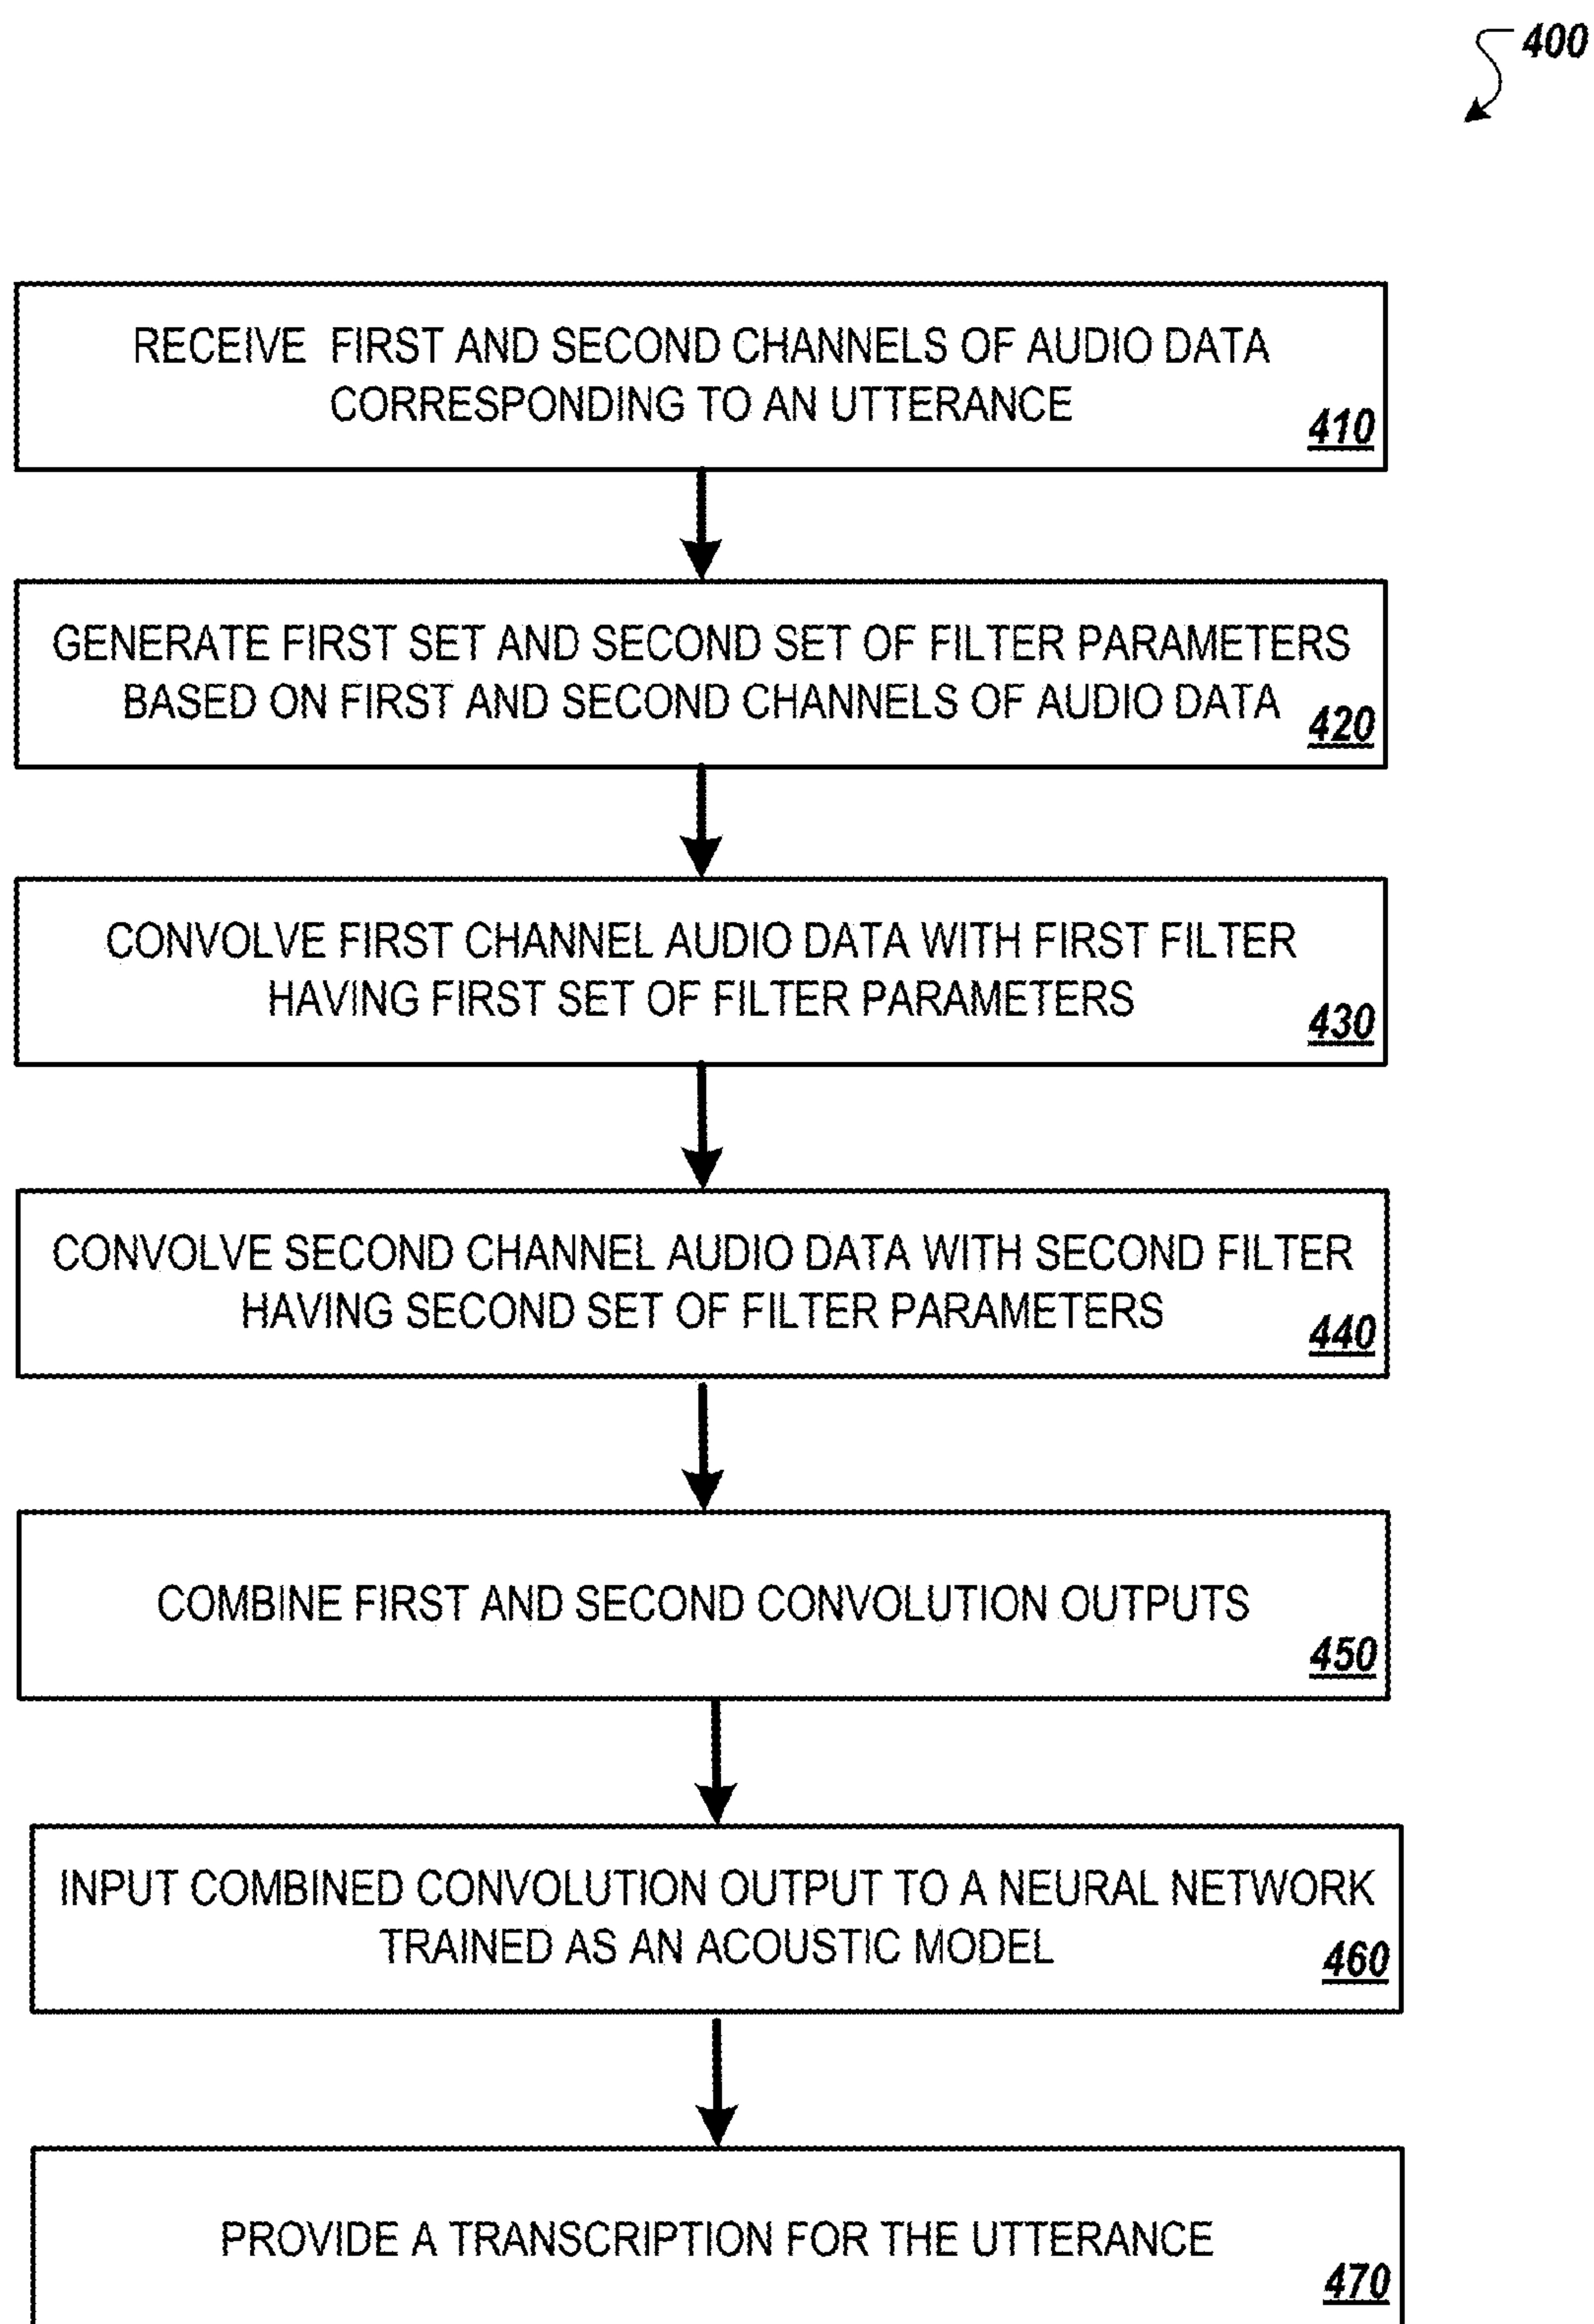 400
RECEIVE FIRST AND SECOND CHANNELS OF AUDIO DATA
CORRESPONDING TO AN UTTERANCE
410
GENERATE FIRST SET AND SECOND SET OF FILTER PARAMETERS
BASED ON FIRST AND SECOND CHANNELS OF AUDIO DATA
420
CONVOLVE FIRST CHANNEL AUDIO DATA WITH FIRST FILTER
HAVING FIRST SET OF FILTER PARAMETERS
430
CONVOLVE SECOND CHANNEL AUDIO DATA WITH SECOND FILTER
HAVING SECOND SET OF FILTER PARAMETERS
440
COMBINE FIRST AND SECOND CONVOLUTION OUTPUTS
450
INPUT COMBINED CONVOLUTION OUTPUT TO A NEURAL NETWORK
TRAINED AS AN ACOUSTIC MODEL
460
PROVIDE A TRANSCRIPTION FOR THE UTTERANCE
470